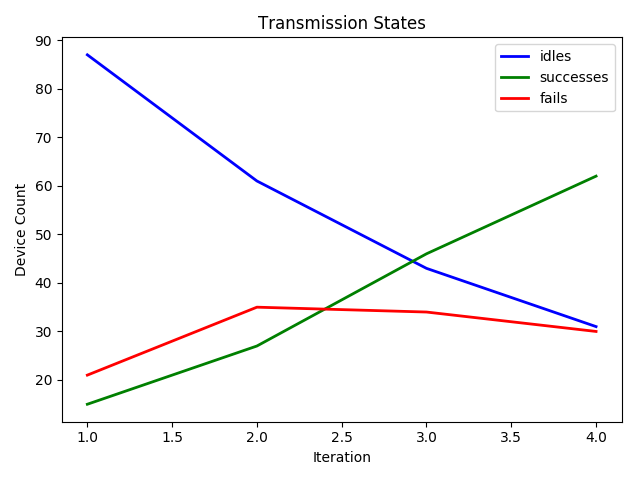 Transmission States
idles
successes
fails
Device Count
90
80
70
60
50
40
30
20
1.0 1.5 2.0 2.5 3.0 3.5 4.0
Iteration